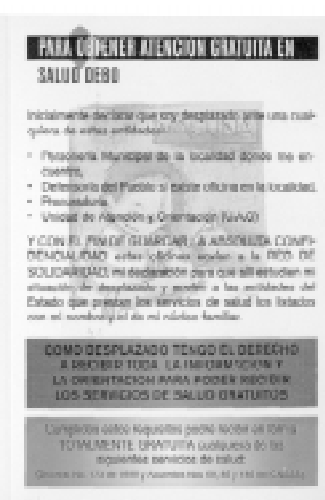 PARA OBTENER ATENCION GRATUITA EN
SALUD DEBO
Inicialmente declarar que soy desplazado ante una cual-
quiera de estas entidades:
• Personería Municipal de la localidad donde me en-
cuentro,
• Defensoría del Pueblo si existe oficina en la localidad.
• Procuraduría
• Unidad de Atención y Orientación (UAO)
Y CON EL FIN DE GUARDAR LA ABSOLUTA CONFI-
DENCIALIDAD, estas oficinas envían a la RED DE
SOLIDARIDAD, mi declaración para que allí estudien mi
situación de desplazado y envíen a las entidades del
Estado que prestan los servicios de salud los listados
con mi nombre y el de mi núcleo familiar.
COMO DESPLAZADO TENGO EL DERECHO
A RECIBIR TODA LA INFORMACION Y
LA ORIENTACION PARA PODER RECIBIR
LOS SERVICIOS DE SALUD GRATUITOS
Cumplidos estos requisitos podré recibir en forma
TOTALMENTE GRATUITA cualquiera de los
siguientes servicios de salud: